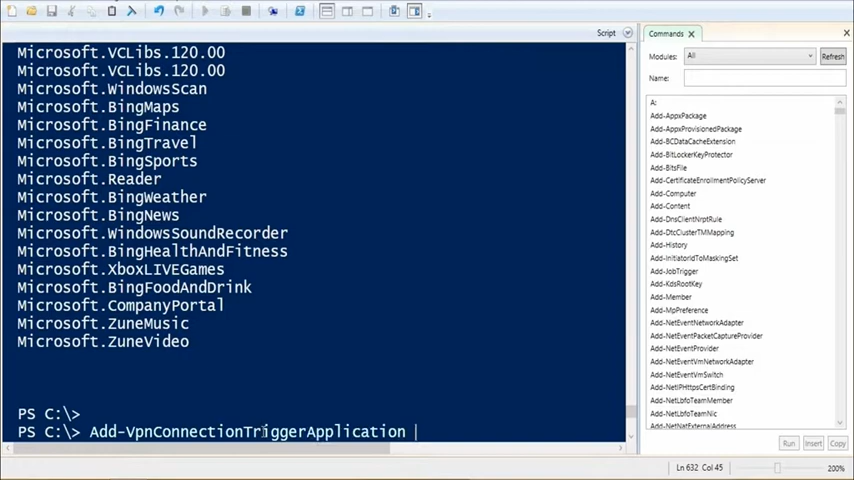 Script
Microsoft.VCLibs.120.00
Microsoft.VCLibs.120.00
Microsoft.WindowsScan
Microsoft.BingMaps
Microsoft.BingFinance
Microsoft.BingTravel
Microsoft.BingSports
Microsoft.Reader
Microsoft.BingWeather
Microsoft.BingNews
Microsoft.WindowsSoundRecorder
Microsoft.BingHealthAndFitness
Microsoft.XboxLIVEGames
Microsoft.BingFoodAndDrink
Microsoft.CompanyPortal
Microsoft.ZuneMusic
Microsoft.ZuneVideo
PS C:\>
PS C:\> Add-VpnConnectionTriggerApplication
Commands
Modules: All Refresh
Name:
A:
Add-AppxPackage
Add-AppxProvisionedPackage
Add-BCDataCacheExtension
Add-BitLockerKeyProtector
Add-BitsFile
Add-CertificateEnrollmentPolicyServer
Add-Computer
Add-Content
Add-DnsClientNrptRule
Add-DtcClusterTMMapping
Add-History
Add-InitiatorIdToMaskingSet
Add-JobTrigger
Add-KdsRootKey
Add-Member
Add-MpPreference
Add-NetEventNetworkAdapter
Add-NetEventPacketCaptureProvider
Add-NetEventProvider
Add-NetEventVmNetworkAdapter
Add-NetEventVmSwitch
Add-NetIPHttpsCertBinding
Add-NetLbfoTeamMember
Add-NetLbfoTeamNic
Add-NetNatExternalAddress
Run Insert Copy
Ln 632 Col 45 200%